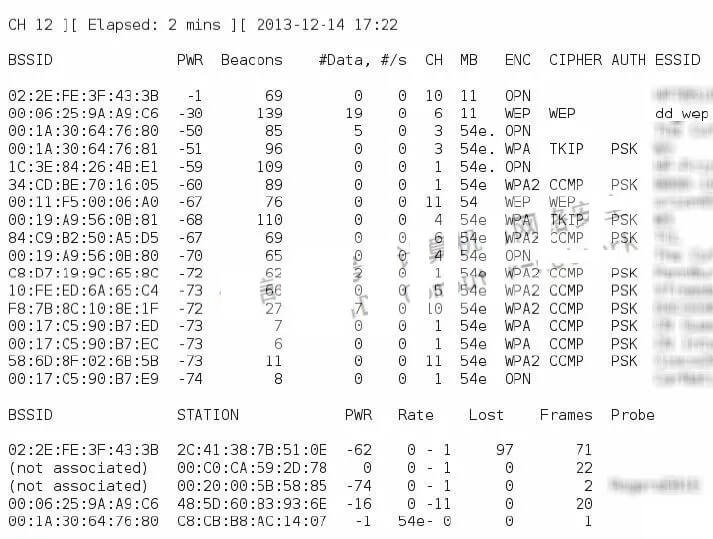 CH 12 ][ Elapsed: 2 mins ][ 2013-12-14 17:22
BSSID PWR Beacons #Data, #/s CH MB ENC CIPHER AUTH ESSID
02:2E:FE:3F:43:3B -1 69 0 0 10 11 OPN
00:06:25:9A:A9:C6 -30 139 19 0 6 11 WEP WEP dd_wep
00:1A:30:64:76:80 -50 85 5 0 3 54e. OPN
00:1A:30:64:76:81 -51 96 0 0 3 54e. WPA TKIP PSK
1C:3E:84:26:4B:E1 -59 109 0 0 1 54e. OPN
34:CD:BE:70:16:05 -60 89 0 0 1 54e WPA2 CCMP PSK
00:11:F5:00:06:A0 -67 76 0 0 11 54 WEP WEP
00:19:A9:56:0B:81 -68 110 0 0 4 54e WPA TKIP PSK
84:C9:B2:50:A5:D5 -67 69 0 0 6 54e WPA2 CCMP PSK
00:19:A9:56:0B:80 -70 65 0 0 4 54e OPN
C8:D7:19:9C:65:8C -72 62 2 0 1 54e WPA2 CCMP PSK
10:FE:ED:6A:65:C4 -73 66 0 0 5 54e WPA2 CCMP PSK
F8:7B:8C:10:8E:1F -72 27 7 0 10 54e WPA2 CCMP PSK
00:17:C5:90:B7:ED -73 7 0 0 1 54e WPA CCMP PSK
00:17:C5:90:B7:EC -73 6 0 0 1 54e WPA CCMP PSK
58:6D:8F:02:6B:5B -73 11 0 0 11 54e WPA2 CCMP PSK
00:17:C5:90:B7:E9 -74 8 0 0 1 54e OPN
BSSID STATION PWR Rate Lost Frames Probe
02:2E:FE:3F:43:3B 2C:41:38:7B:51:0E -62 0 - 1 97 71
(not associated) 00:C0:CA:59:2D:78 0 0 - 1 0 22
(not associated) 00:20:00:5B:58:85 -74 0 - 1 0 2
00:06:25:9A:A9:C6 48:5D:60:83:93:6E -16 0 -11 0 20
00:1A:30:64:76:80 C8:CB:B8:AC:14:07 -1 54e- 0 0 1